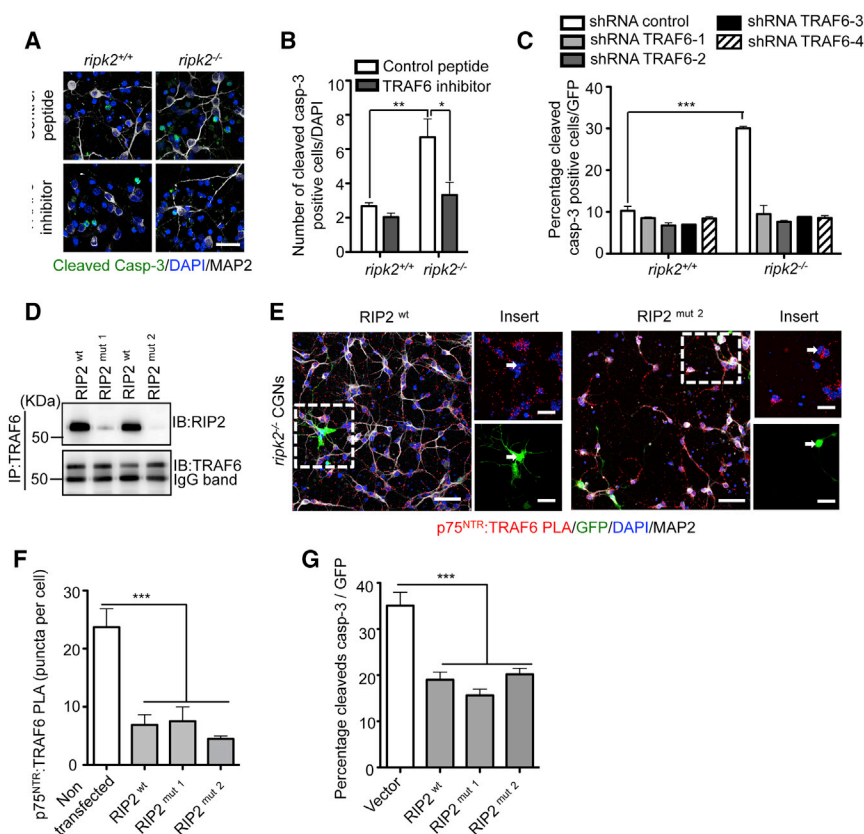 A
ripk2+/+
ripk2-/-
peptide
inhibitor
Cleaved Casp-3/DAPI/MAP2
B
Control peptide
TRAF6 inhibitor
Number of cleaved casp-3
positive cells/DAPI
10
8
6
4
2
0
**
*
ripk2+/+
ripk2-/-
C
shRNA control
shRNA TRAF6-1
shRNA TRAF6-2
shRNA TRAF6-3
shRNA TRAF6-4
Percentage cleaved
casp-3 positive cells/GFP
40
30
20
10
0
***
ripk2+/+
ripk2-/-
D
RIP2 wt
RIP2 mut 1
RIP2 wt
RIP2 mut 2
(KDa)
50
50
IP:TRAF6
IB:RIP2
IB:TRAF6
IgG band
E
RIP2 wt
Insert
RIP2 mut 2
Insert
ripk2-/- CGNs
p75NTR:TRAF6 PLA/GFP/DAPI/MAP2
F
p75NTR:TRAF6 PLA (puncta per cell)
30
20
10
0
***
Non
transfected
RIP2 wt
RIP2 mut 1
RIP2 mut 2
G
Percentage cleaveds casp-3 / GFP
40
30
20
10
0
***
Vector
RIP2 wt
RIP2 mut 1
RIP2 mut 2